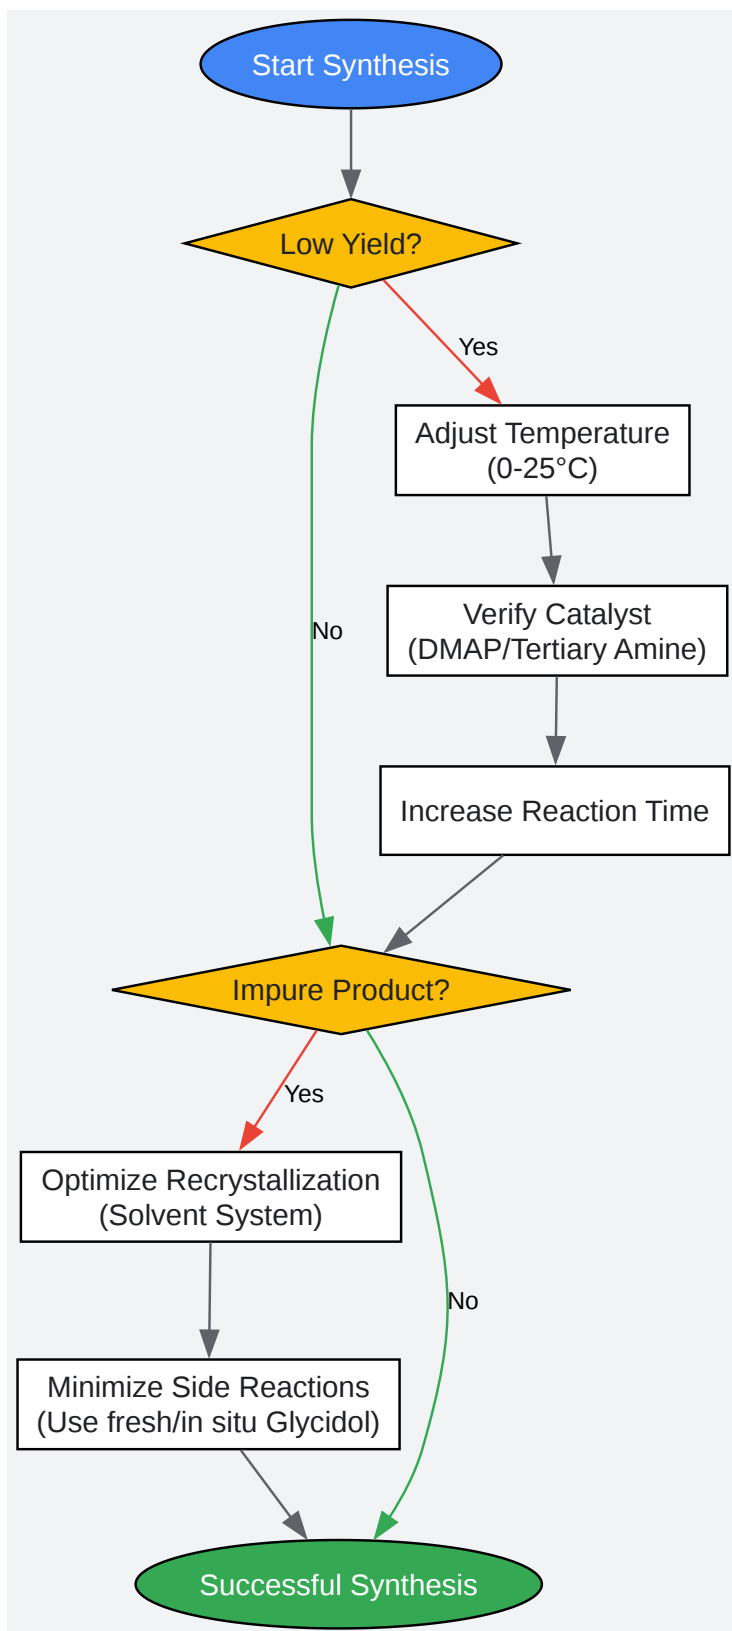 Start Synthesis
Low Yield?
Yes
Adjust Temperature
(0-25°C)
Verify Catalyst
(DMAP/Tertiary Amine)
No
Increase Reaction Time
Impure Product?
Yes
Optimize Recrystallization
(Solvent System)
No
Minimize Side Reactions
(Use fresh/in situ Glycidol)
Successful Synthesis